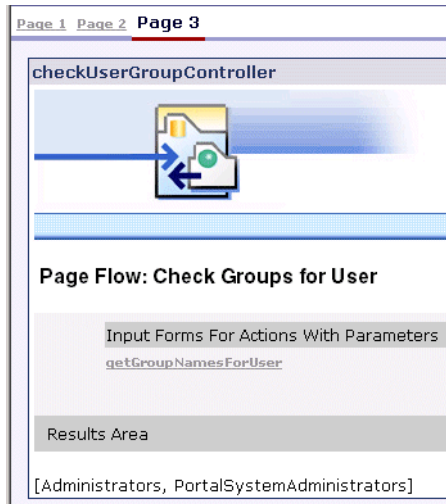 Page 1 Page 2 Page 3
checkUserGroupController
Page Flow: Check Groups for User
Input Forms For Actions With Parameters
getGroupNamesForUser
Results Area
[Administrators, PortalSystemAdministrators]